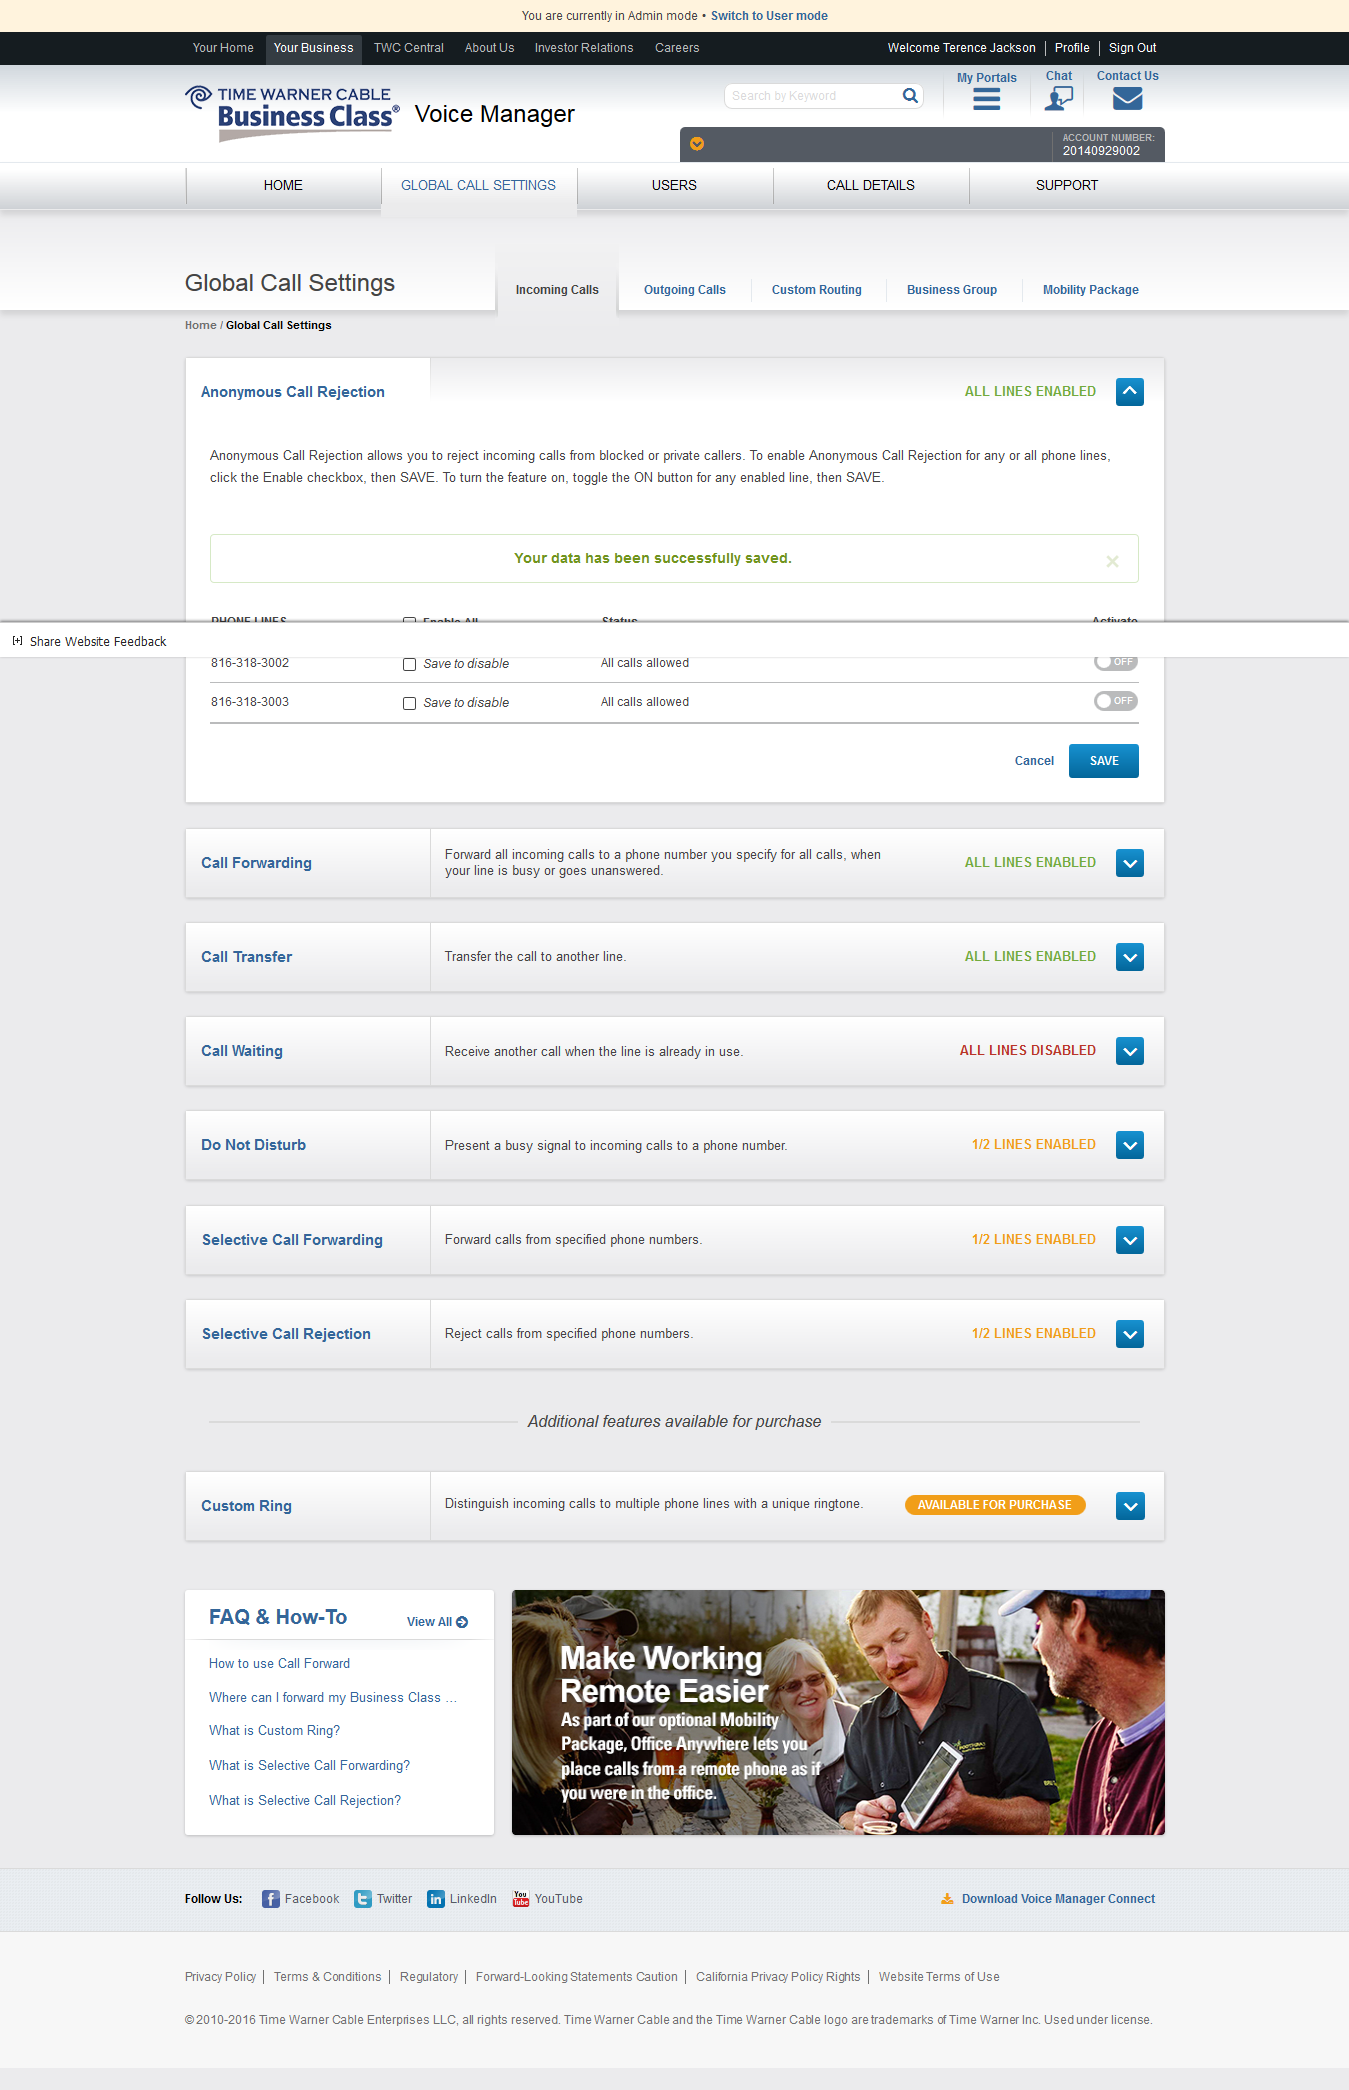 You are currently in Admin mode • Switch to User mode
Your Home Your Business TWC Central About Us Investor Relations Careers Welcome Terence Jackson Profile Sign Out
TIME WARNER CABLE
Business Class®
Voice Manager
Search by Keyword
My Portals Chat Contact Us
ACCOUNT NUMBER:
20140929002
HOME GLOBAL CALL SETTINGS USERS CALL DETAILS SUPPORT
Global Call Settings
Incoming Calls Outgoing Calls Custom Routing Business Group Mobility Package
Home / Global Call Settings
Anonymous Call Rejection ALL LINES ENABLED
Anonymous Call Rejection allows you to reject incoming calls from blocked or private callers. To enable Anonymous Call Rejection for any or all phone lines,
click the Enable checkbox, then SAVE. To turn the feature on, toggle the ON button for any enabled line, then SAVE.
Your data has been successfully saved.
PHONE LINES Enable All Status Activate
[+] Share Website Feedback
816-318-3002 Save to disable All calls allowed OFF
816-318-3003 Save to disable All calls allowed OFF
Cancel SAVE
Call Forwarding
Forward all incoming calls to a phone number you specify for all calls, when
your line is busy or goes unanswered.
ALL LINES ENABLED
Call Transfer Transfer the call to another line. ALL LINES ENABLED
Call Waiting Receive another call when the line is already in use. ALL LINES DISABLED
Do Not Disturb Present a busy signal to incoming calls to a phone number. 1/2 LINES ENABLED
Selective Call Forwarding Forward calls from specified phone numbers. 1/2 LINES ENABLED
Selective Call Rejection Reject calls from specified phone numbers. 1/2 LINES ENABLED
Additional features available for purchase
Custom Ring Distinguish incoming calls to multiple phone lines with a unique ringtone. AVAILABLE FOR PURCHASE
FAQ & How-To View All
How to use Call Forward
Where can I forward my Business Class ...
What is Custom Ring?
What is Selective Call Forwarding?
What is Selective Call Rejection?
Make Working
Remote Easier
As part of our optional Mobility
Package, Office Anywhere lets you
place calls from a remote phone as if
you were in the office.
Follow Us: Facebook Twitter LinkedIn YouTube Download Voice Manager Connect
Privacy Policy Terms & Conditions Regulatory Forward-Looking Statements Caution California Privacy Policy Rights Website Terms of Use
© 2010-2016 Time Warner Cable Enterprises LLC, all rights reserved. Time Warner Cable and the Time Warner Cable logo are trademarks of Time Warner Inc. Used under license.